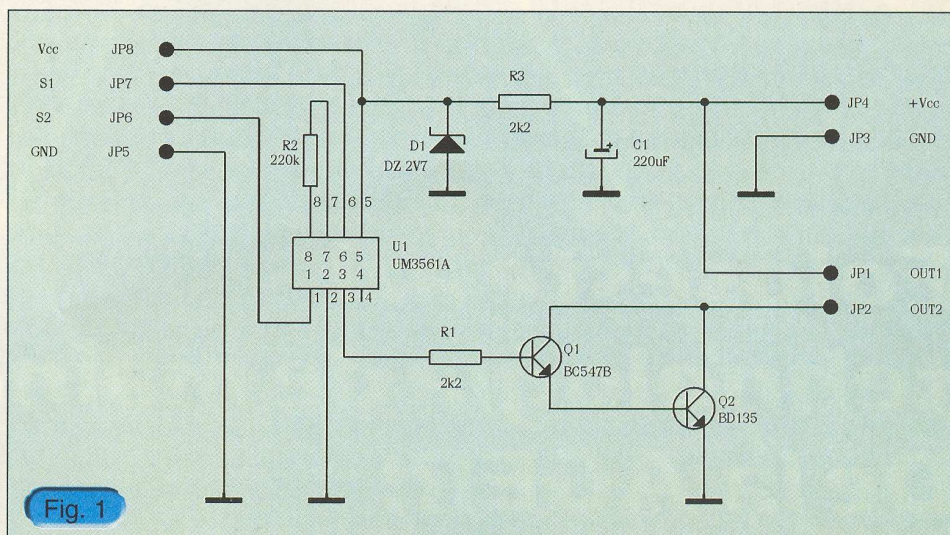 Vcc JP8
S1 JP7
S2 JP6
GND JP5
R2
220k
8 7 6 5
8 7 6 5
1 2 3 4
1 2 3 4
U1
UM3561A
D1
DZ 2V7
R3
2k2
C1
220uF
+
JP4 +Vcc
JP3 GND
JP1 OUT1
JP2 OUT2
R1
2k2
Q1
BC547B
Q2
BD135
Fig. 1